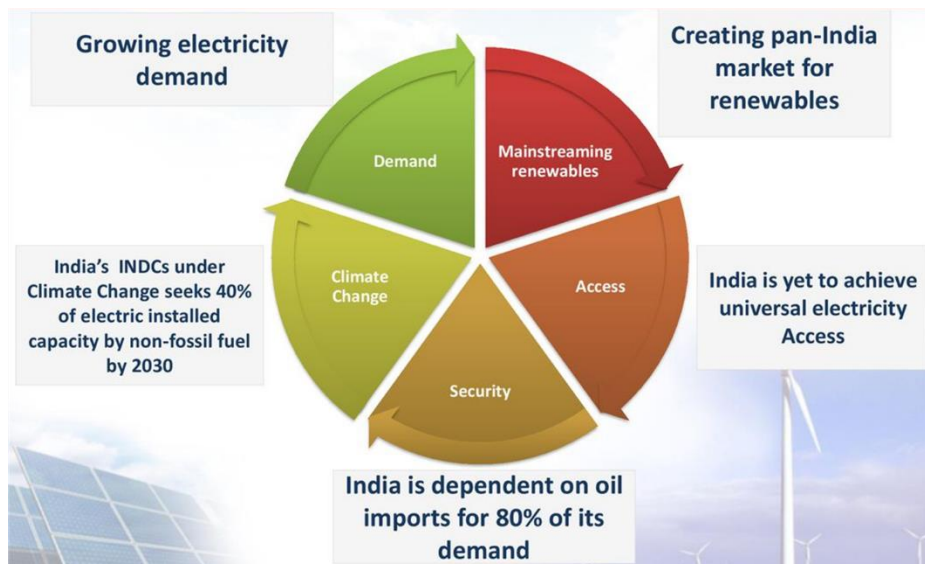 Growing electricity
demand
Creating pan-India
market for
renewables
Demand
Mainstreaming
renewables
Climate
Change
Access
Security
India's INDCs under
Climate Change seeks 40%
of electric installed
capacity by non-fossil fuel
by 2030
India is yet to achieve
universal electricity
Access
India is dependent on oil
imports for 80% of its
demand